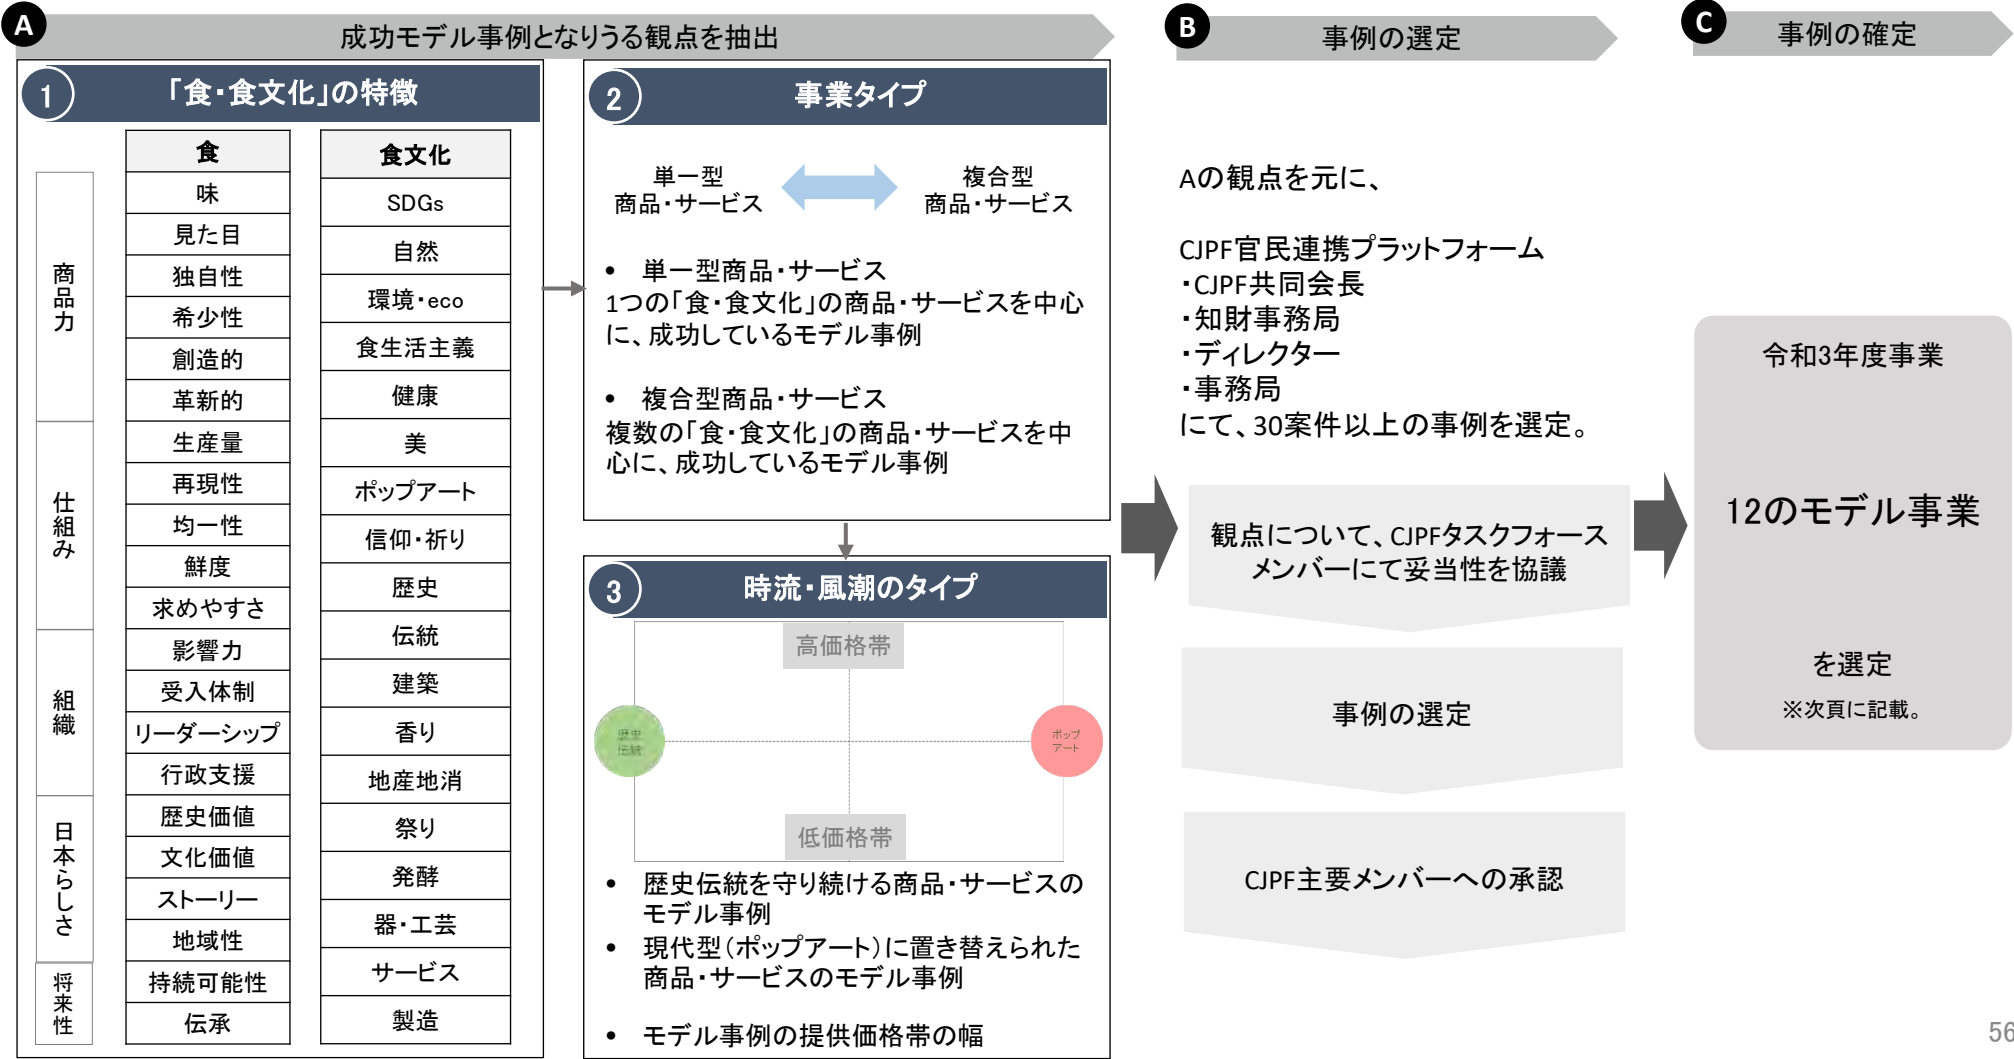 A
成功モデル事例となりうる観点を抽出
1
「食・食文化」の特徴
食
食文化
商品力
味
見た目
独自性
希少性
創造的
革新的
仕組み
生産量
再現性
均一性
鮮度
求めやすさ
組織
影響力
受入体制
リーダーシップ
行政支援
日本らしさ
歴史価値
文化価値
ストーリー
地域性
将来性
持続可能性
伝承
SDGs
自然
環境・eco
食生活主義
健康
美
ポップアート
信仰・祈り
歴史
伝統
建築
香り
地産地消
祭り
発酵
器・工芸
サービス
製造
2
事業タイプ
単一型
商品・サービス
複合型
商品・サービス
• 単一型商品・サービス
1つの「食・食文化」の商品・サービスを中心
に、成功しているモデル事例
• 複合型商品・サービス
複数の「食・食文化」の商品・サービスを中
心に、成功しているモデル事例
3
時流・風潮のタイプ
高価格帯
歴史
伝統
ポップ
アート
低価格帯
• 歴史伝統を守り続ける商品・サービスの
モデル事例
• 現代型（ポップアート）に置き替えられた
商品・サービスのモデル事例
• モデル事例の提供価格帯の幅
B
事例の選定
Aの観点を元に、
CJPF官民連携プラットフォーム
・CJPF共同会長
・知財事務局
・ディレクター
・事務局
にて、30案件以上の事例を選定。
観点について、CJPFタスクフォース
メンバーにて妥当性を協議
事例の選定
CJPF主要メンバーへの承認
C
事例の確定
令和3年度事業
12のモデル事業
を選定
※次頁に記載。
56